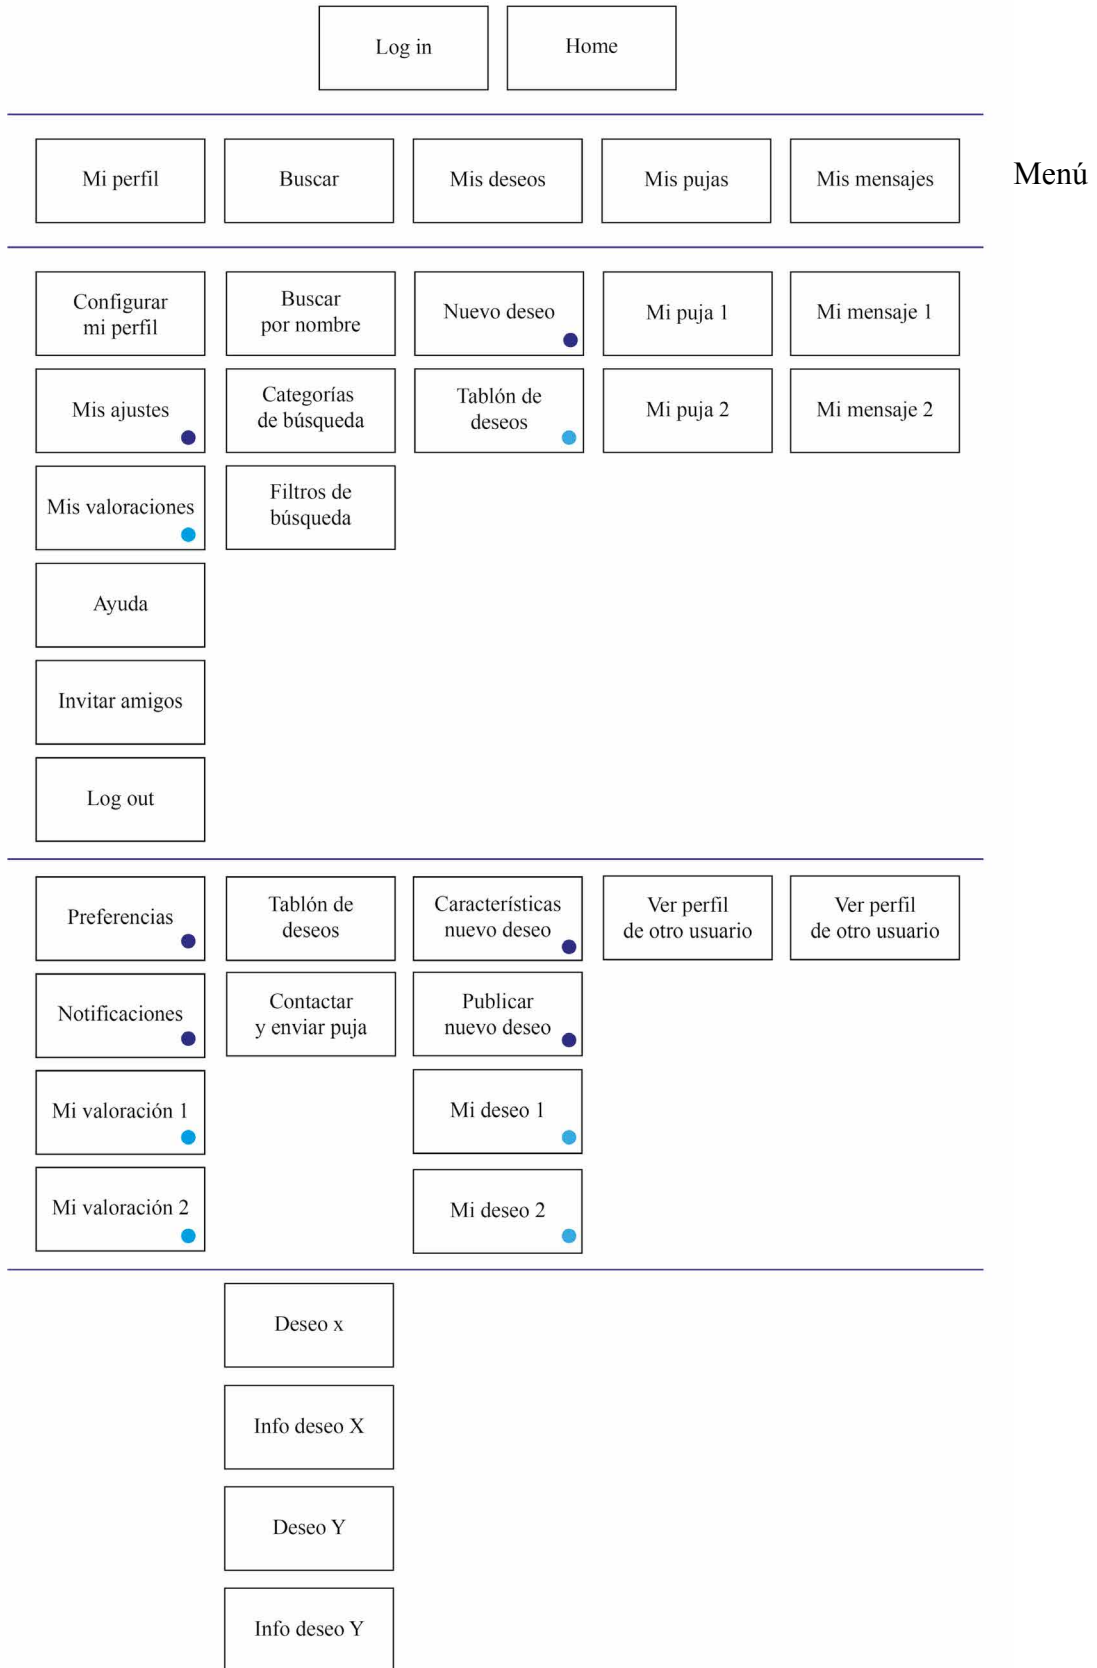 Log in
Home
Mi perfil
Buscar
Mis deseos
Mis pujas
Mis mensajes
Menú
Configurar
mi perfil
Buscar
por nombre
Nuevo deseo
Mi puja 1
Mi mensaje 1
Mis ajustes
Categorías
de búsqueda
Tablón de
deseos
Mi puja 2
Mi mensaje 2
Mis valoraciones
Filtros de
búsqueda
Ayuda
Invitar amigos
Log out
Preferencias
Tablón de
deseos
Características
nuevo deseo
Ver perfil
de otro usuario
Ver perfil
de otro usuario
Notificaciones
Contactar
y enviar puja
Publicar
nuevo deseo
Mi valoración 1
Mi deseo 1
Mi valoración 2
Mi deseo 2
Deseo x
Info deseo X
Deseo Y
Info deseo Y